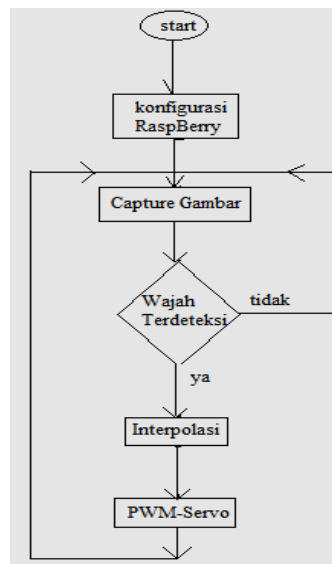 start
konfigurasi
RaspBerry
Capture Gambar
Wajah
Terdeteksi
tidak
ya
Interpolasi
PWM-Servo